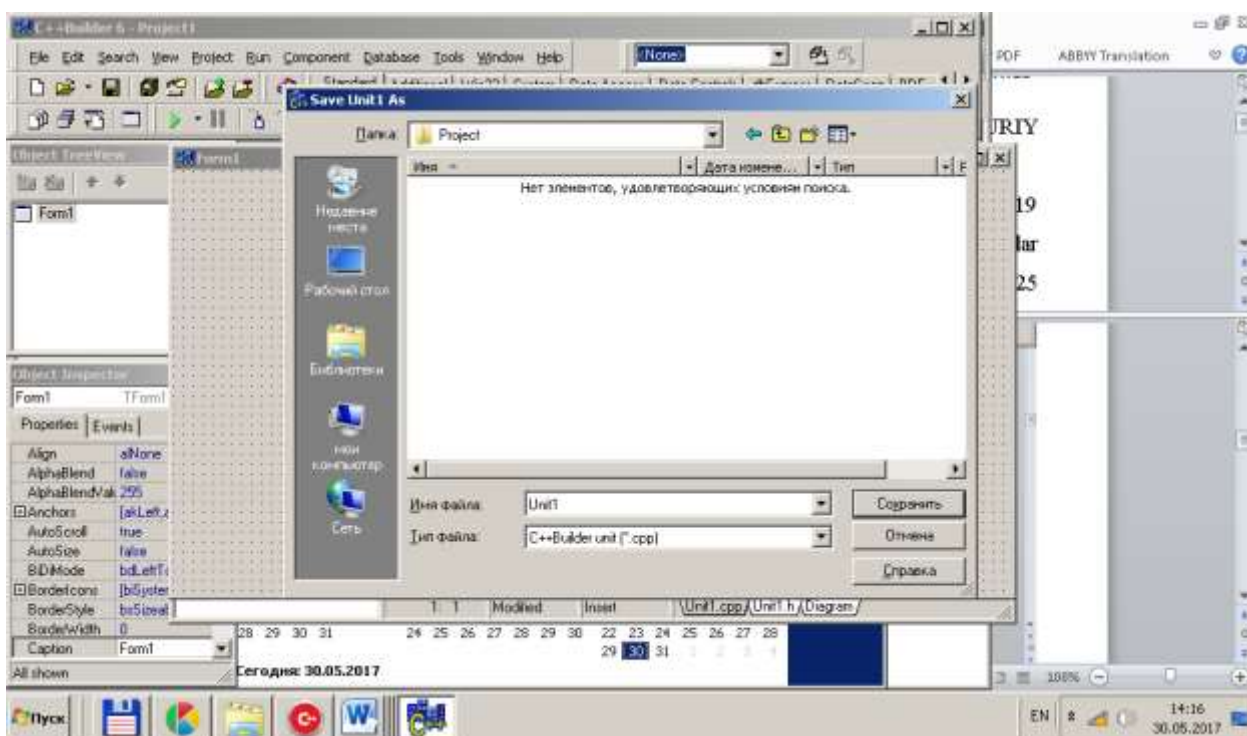 C++Builder 6 - Project1
File Edit Search View Project Run Component Database Tools Window Help
<None>
PDF ABBYY Translation
Standard
Save Unit1 As
Папка: Project
URIY
Object TreeView
Form1
Имя
Дата измене...
Тип
Нет элементов, удовлетворяющих условиям поиска.
Form1
19
lar
25
Недавние места
Рабочий стол
Библиотеки
мой компьютер
Сеть
Object Inspector
Form1 TForm1
Properties Events
Align alNone
AlphaBlend false
AlphaBlendVal 255
Anchors [akLeft,a
AutoScroll true
AutoSize false
BiDiMode bdLeftTo
BorderIcons [biSystem
BorderStyle bsSizeabl
BorderWidth 0
Caption Form1
All shown
Имя файла: Unit1
Сохранить
Тип файла: C++Builder unit (*.cpp)
Отмена
Справка
1: 1 Modified Insert Unit1.cpp Unit1.h Diagram
28 29 30 31 24 25 26 27 28 29 30 22 23 24 25 26 27 28
29 30 31 1 2 3 4
Сегодня: 30.05.2017
108%
Пуск
EN
14:16
30.05.2017